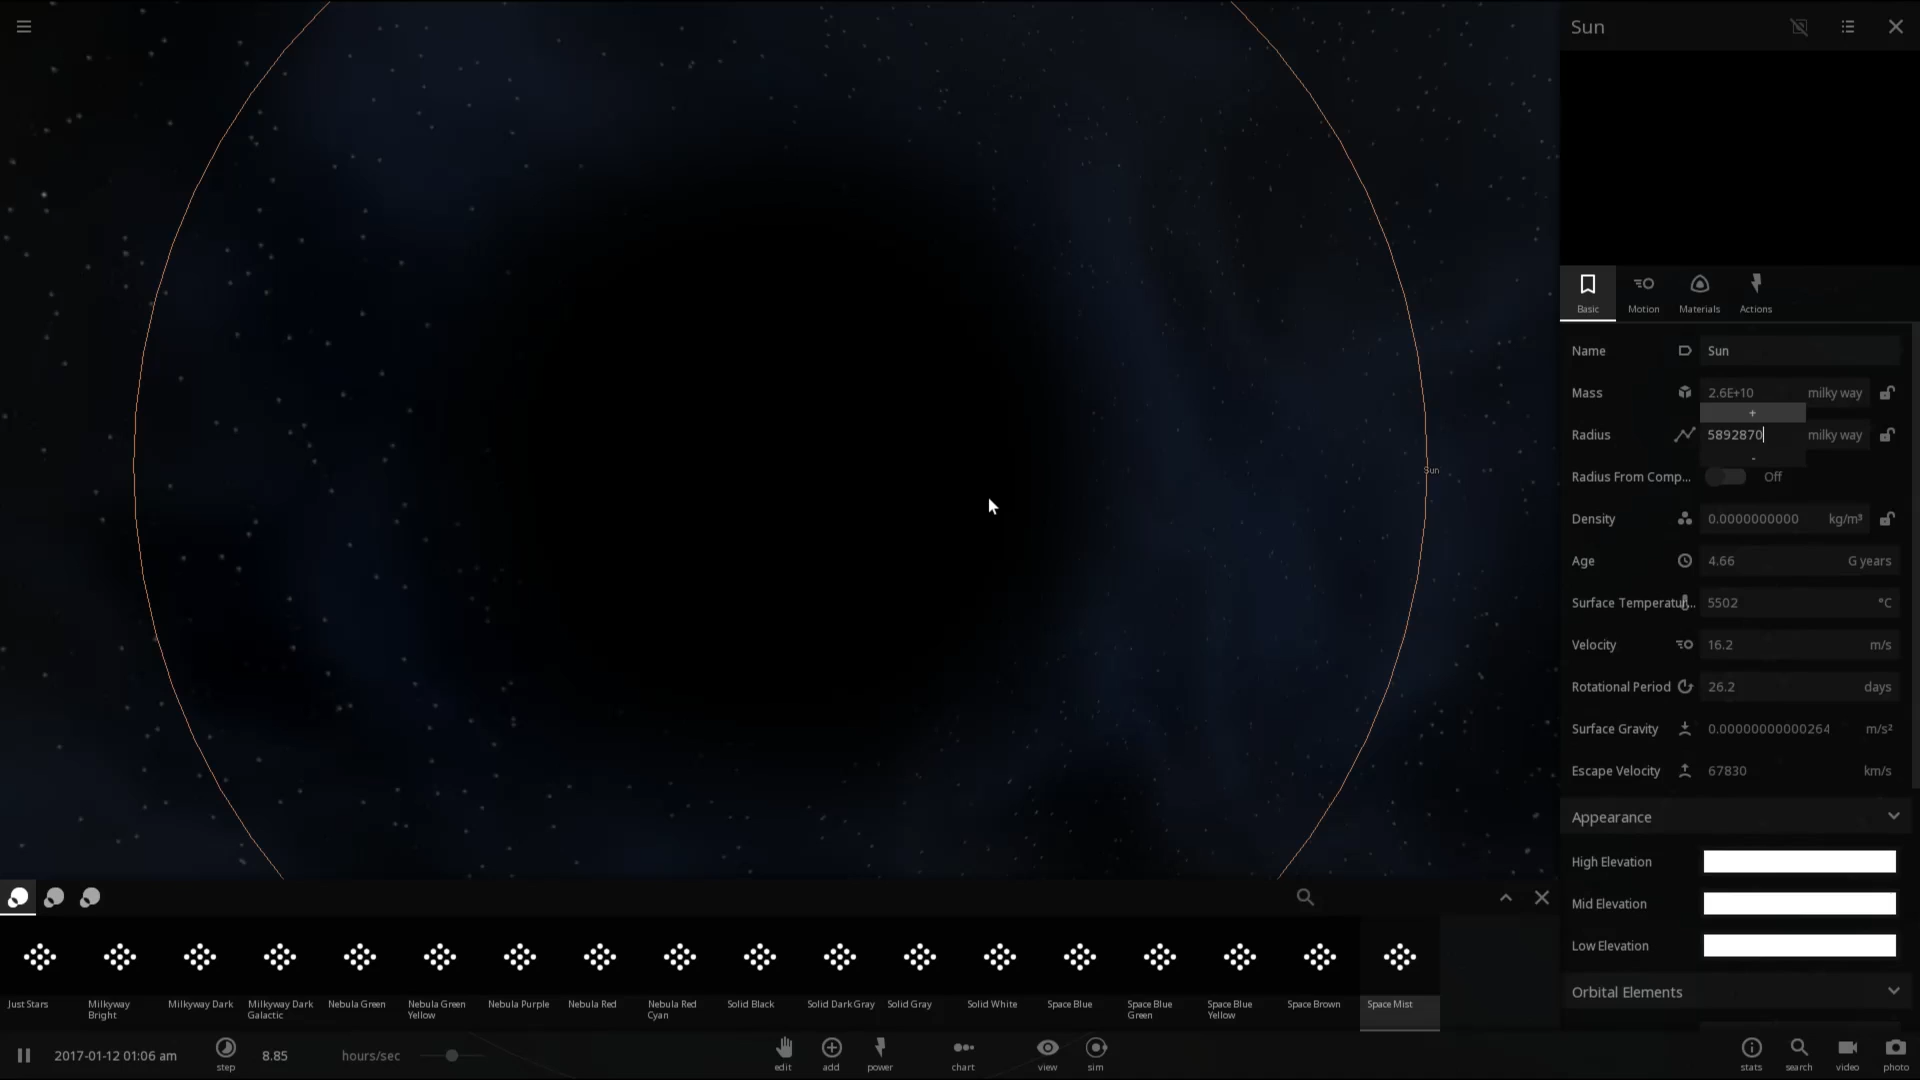 Sun
Basic
Motion
Materials
Actions
Name
Sun
Mass
2.6E+10
milky way
+
Radius
5892870
milky way
-
Radius From Comp...
Off
Sun
Density
0.0000000000
kg/m³
Age
4.66
G years
Surface Temperatur...
5502
°C
Velocity
16.2
m/s
Rotational Period
26.2
days
Surface Gravity
0.00000000000264
m/s²
Escape Velocity
67830
km/s
Appearance
High Elevation
Mid Elevation
Low Elevation
Orbital Elements
Just Stars
Milkyway
Bright
Milkyway Dark
Milkyway Dark
Galactic
Nebula Green
Nebula Green
Yellow
Nebula Purple
Nebula Red
Nebula Red
Cyan
Solid Black
Solid Dark Gray
Solid Gray
Solid White
Space Blue
Space Blue
Green
Space Blue
Yellow
Space Brown
Space Mist
2017-01-12 01:06 am
step
8.85
hours/sec
edit
add
power
chart
view
sim
stats
search
video
photo